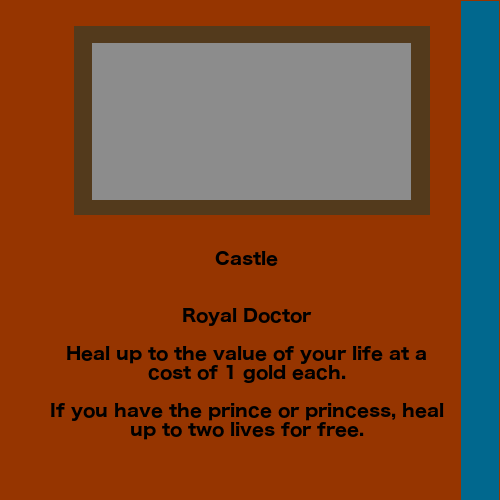 Castle
Royal Doctor
Heal up to the value of your life at a
cost of 1 gold each.
If you have the prince or princess, heal
up to two lives for free.